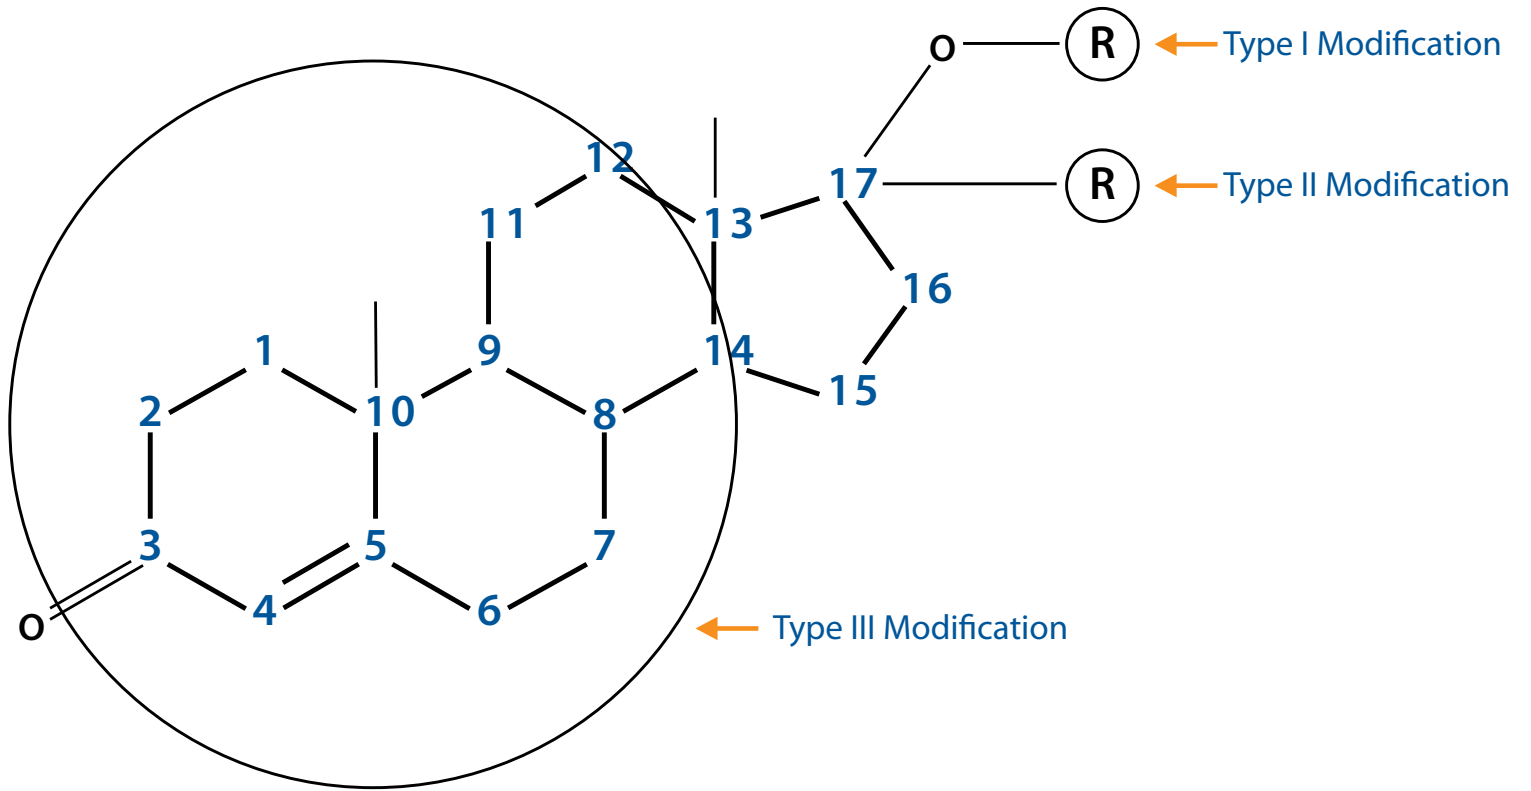 O R Type I Modification
12 17 R Type II Modification
11 13
16
1 9 14
15
2 10 8
3 5 7
4 6
O Type III Modification